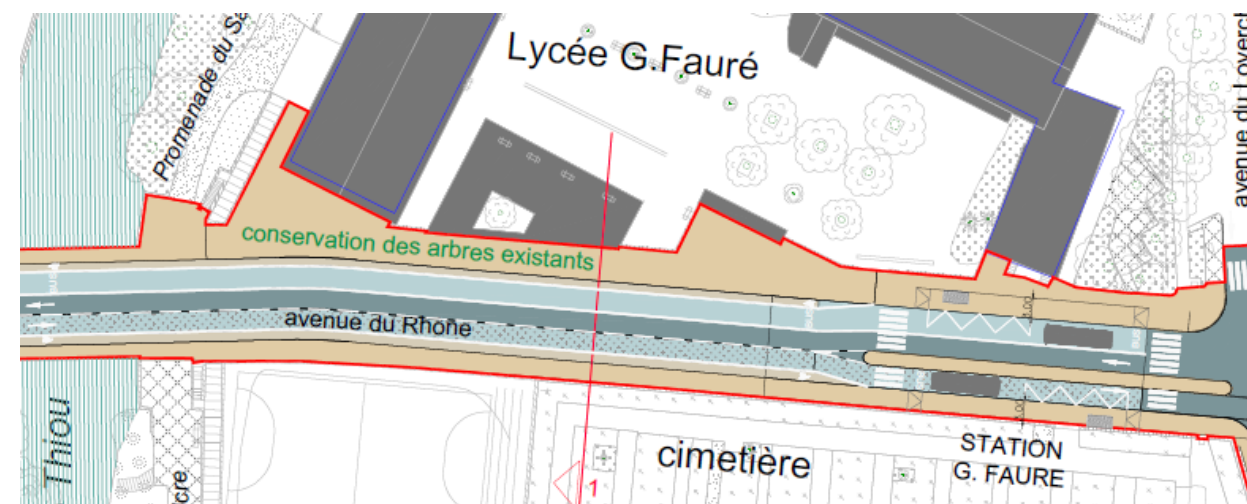 Promenade du Sa
Lycée G.Fauré
avenue du Loverch
conservation des arbres existants
avenue du Rhone
Thiou
cre
cimetière
STATION
G. FAURE
1